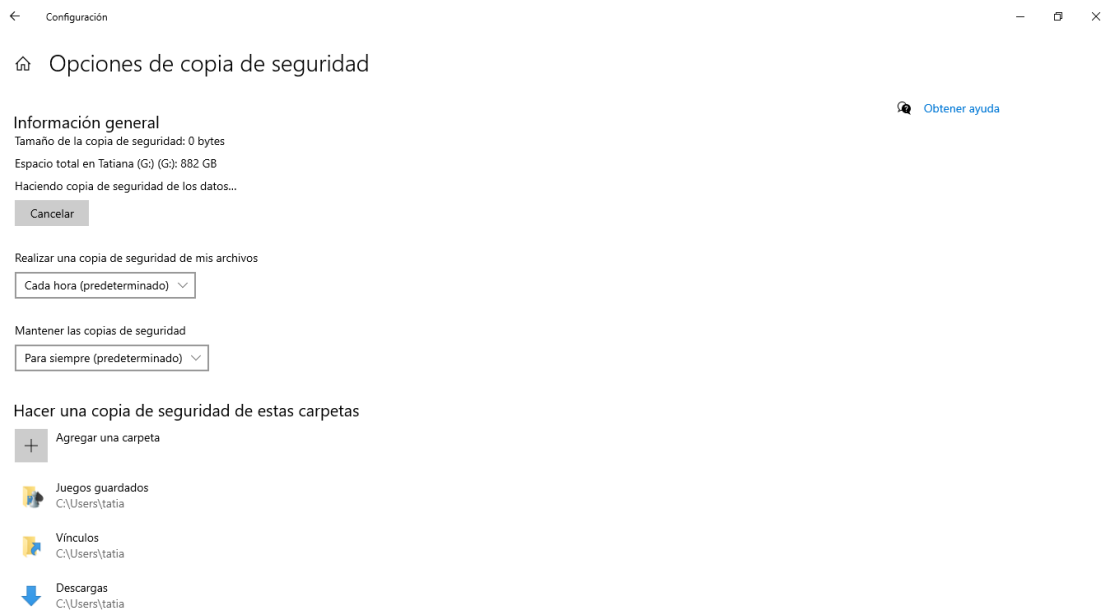 Configuración
Opciones de copia de seguridad
Obtener ayuda
Información general
Tamaño de la copia de seguridad: 0 bytes
Espacio total en Tatiana (G:) (G:): 882 GB
Haciendo copia de seguridad de los datos...
Cancelar
Realizar una copia de seguridad de mis archivos
Cada hora (predeterminado)
Mantener las copias de seguridad
Para siempre (predeterminado)
Hacer una copia de seguridad de estas carpetas
Agregar una carpeta
Juegos guardados
C:\Users\tatia
Vínculos
C:\Users\tatia
Descargas
C:\Users\tatia